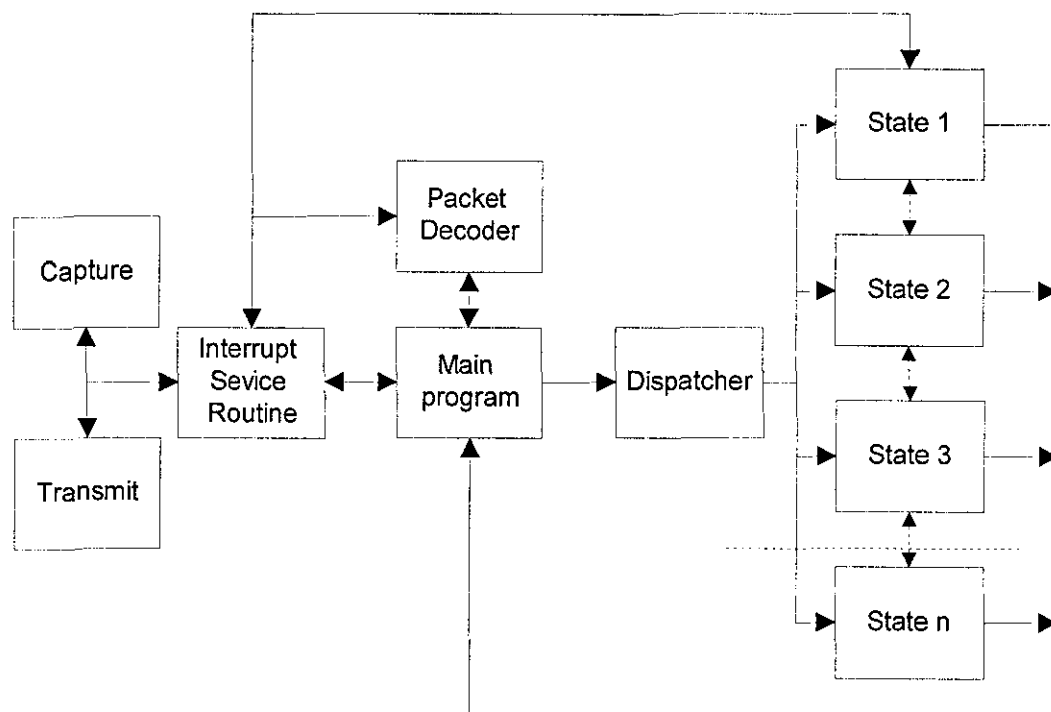 State 1
Packet
Decoder
Capture
State 2
Interrupt
Sevice
Routine
Main
program
Dispatcher
State 3
Transmit
State n